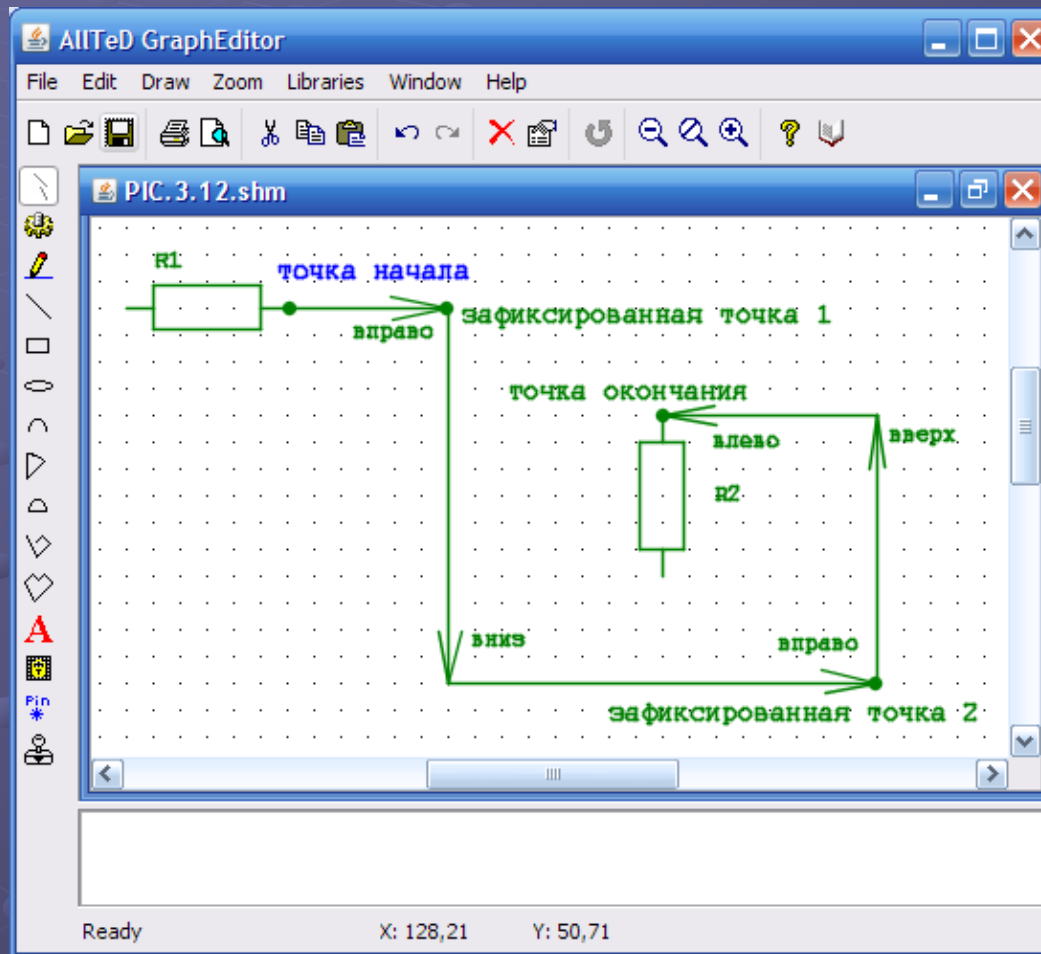 AllTeD GraphEditor
File Edit Draw Zoom Libraries Window Help
PIC.3.12.shm
R1
точка начала
зафиксированная точка 1
вправо
точка окончания
влево
вверх
R2
вниз
вправо
зафиксированная точка 2
A
Pin
Ready X: 128,21 Y: 50,71